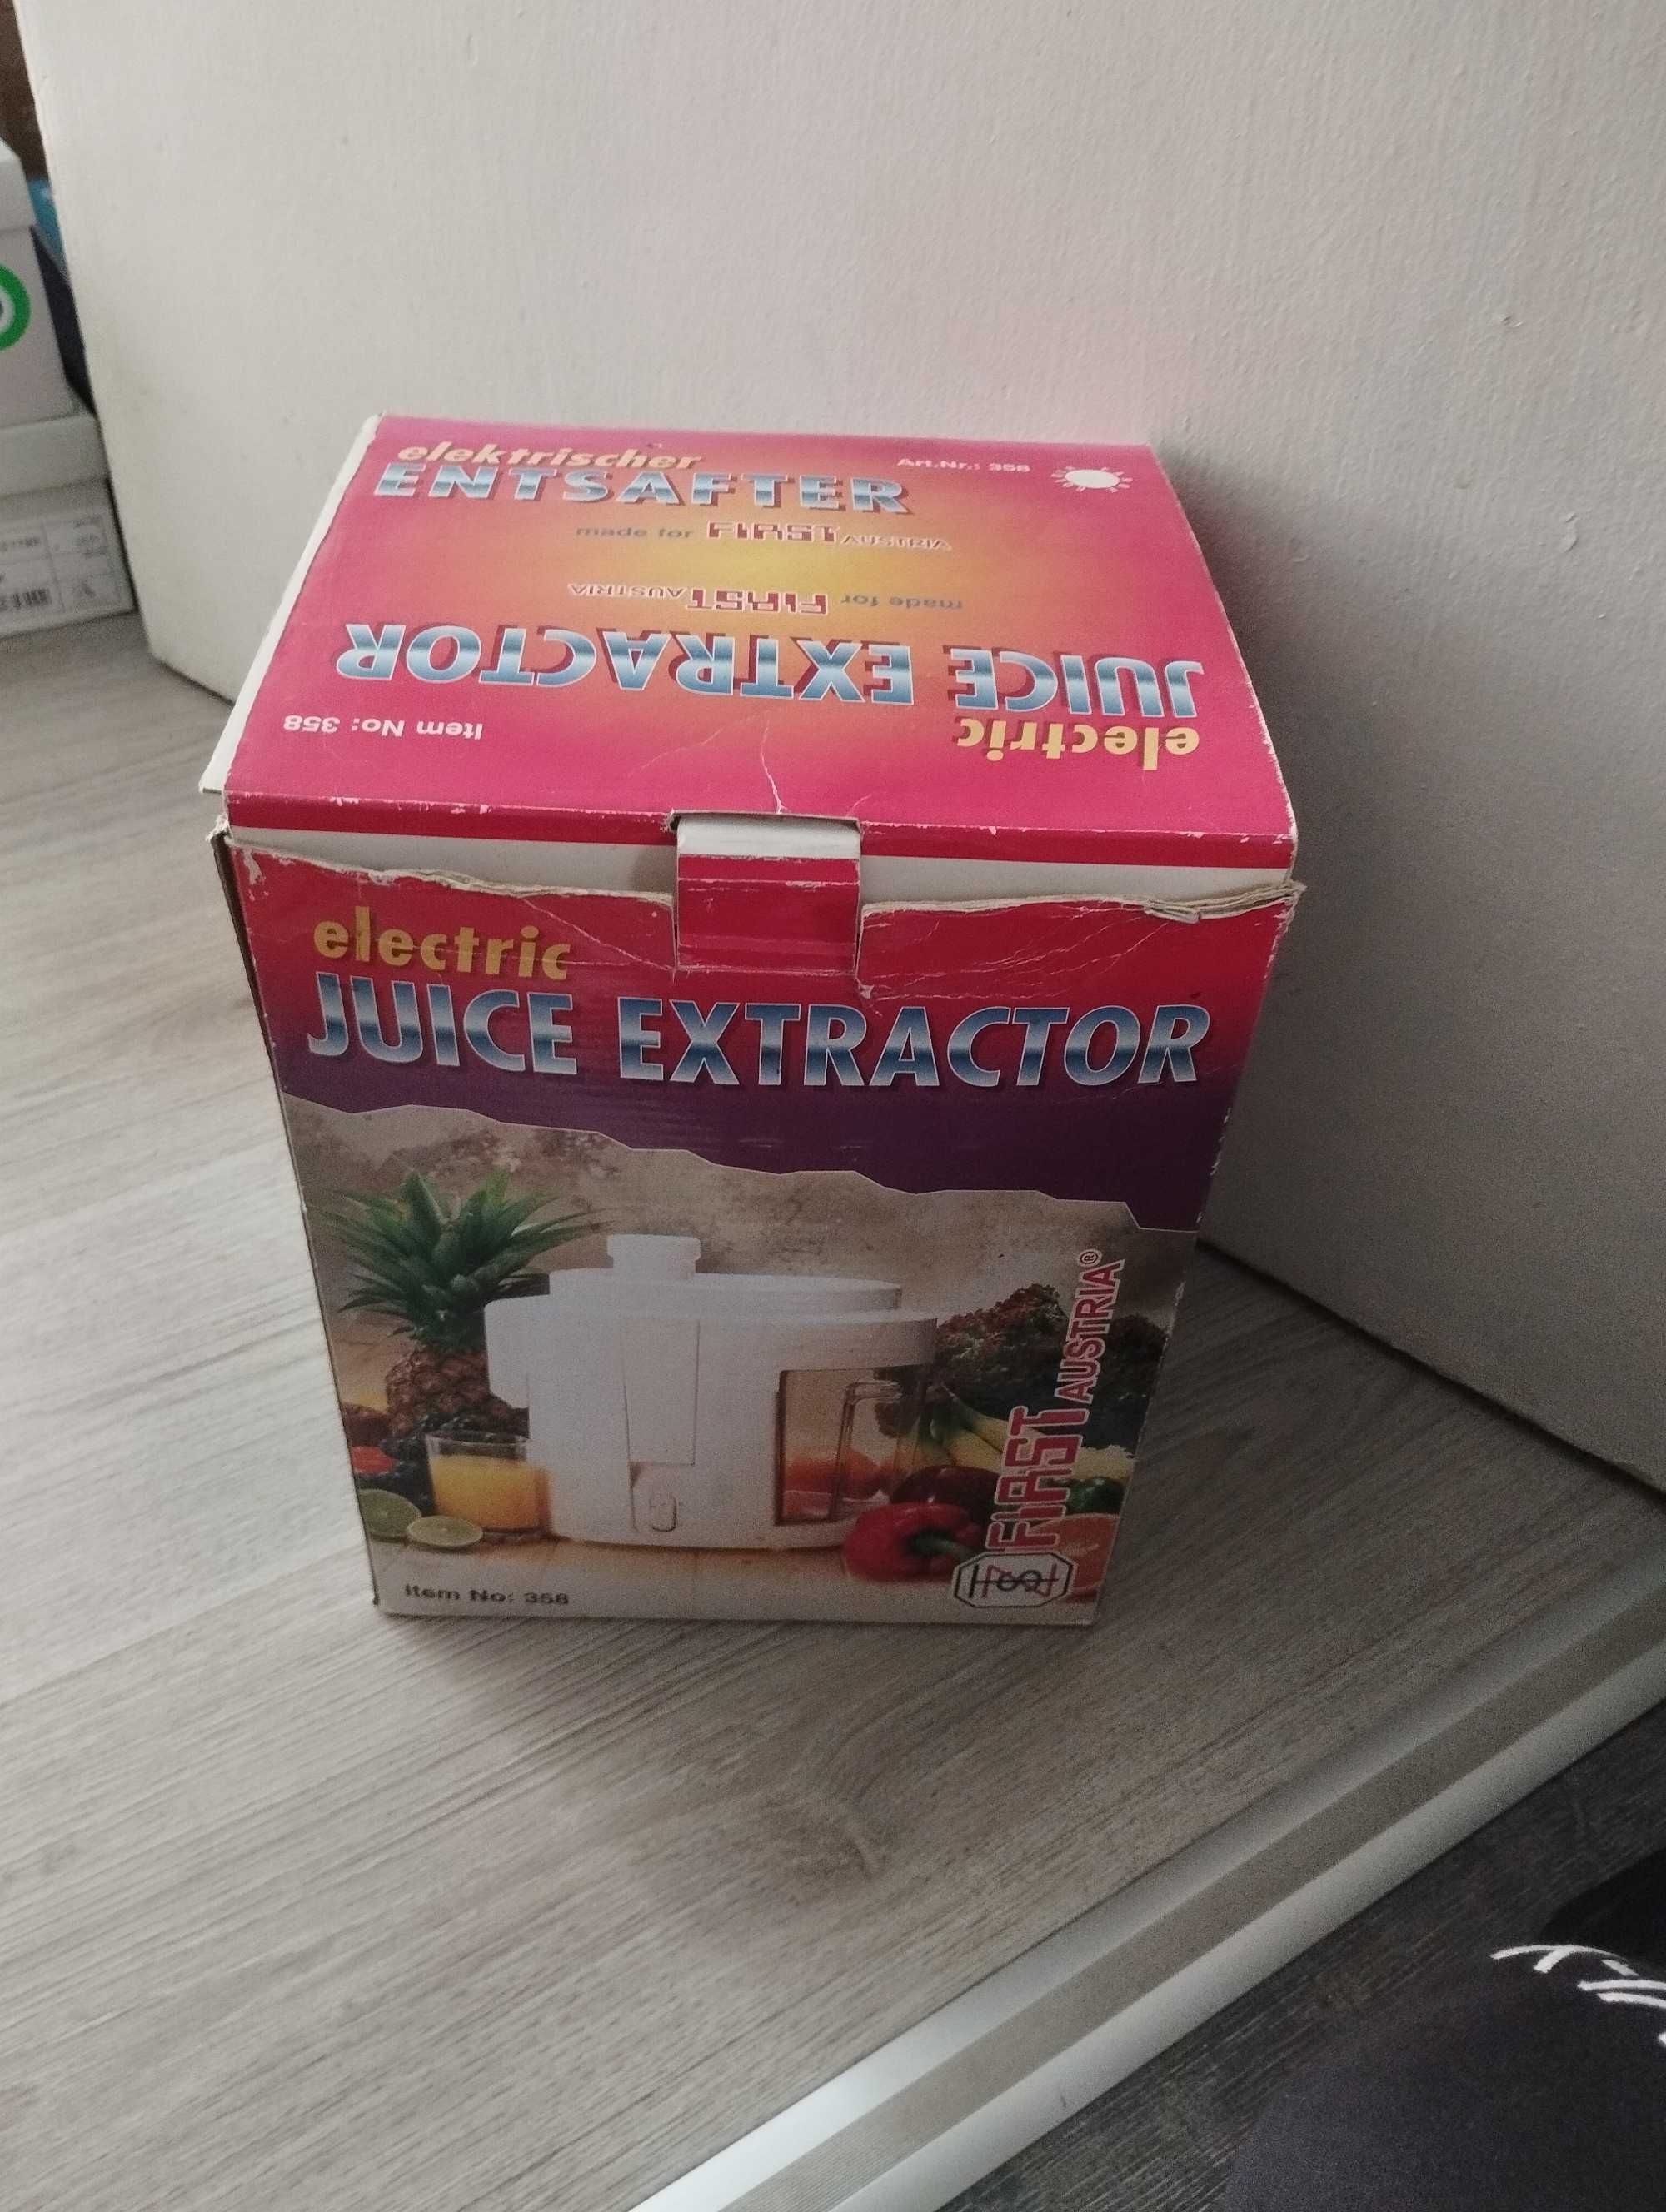 elektrischer
ENTSAFTER
Art.Nr.: 358
made for FIRST AUSTRIA
made for FIRST AUSTRIA
electric
JUICE EXTRACTOR
Item No: 358
electric
JUICE EXTRACTOR
FIRST AUSTRIA®
Item No: 358